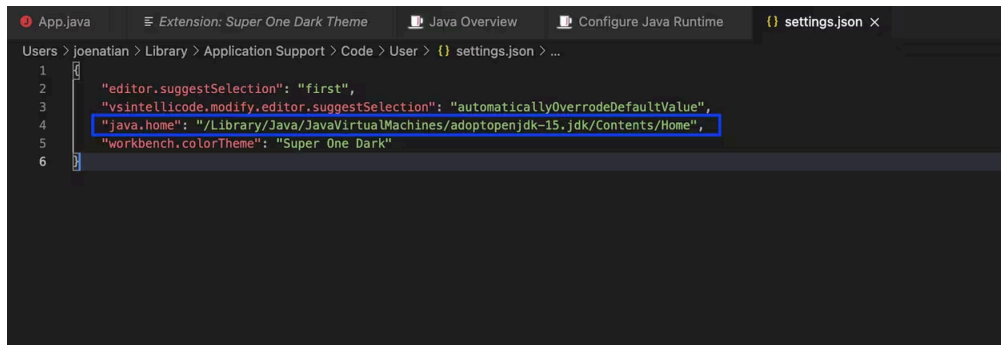 App.java Extension: Super One Dark Theme Java Overview Configure Java Runtime {} settings.json ×
Users > joenatian > Library > Application Support > Code > User > {} settings.json > ...
1 {
2 "editor.suggestSelection": "first",
3 "vsintellicode.modify.editor.suggestSelection": "automaticallyOverrodeDefaultValue",
4 "java.home": "/Library/Java/JavaVirtualMachines/adoptopenjdk-15.jdk/Contents/Home",
5 "workbench.colorTheme": "Super One Dark"
6 }